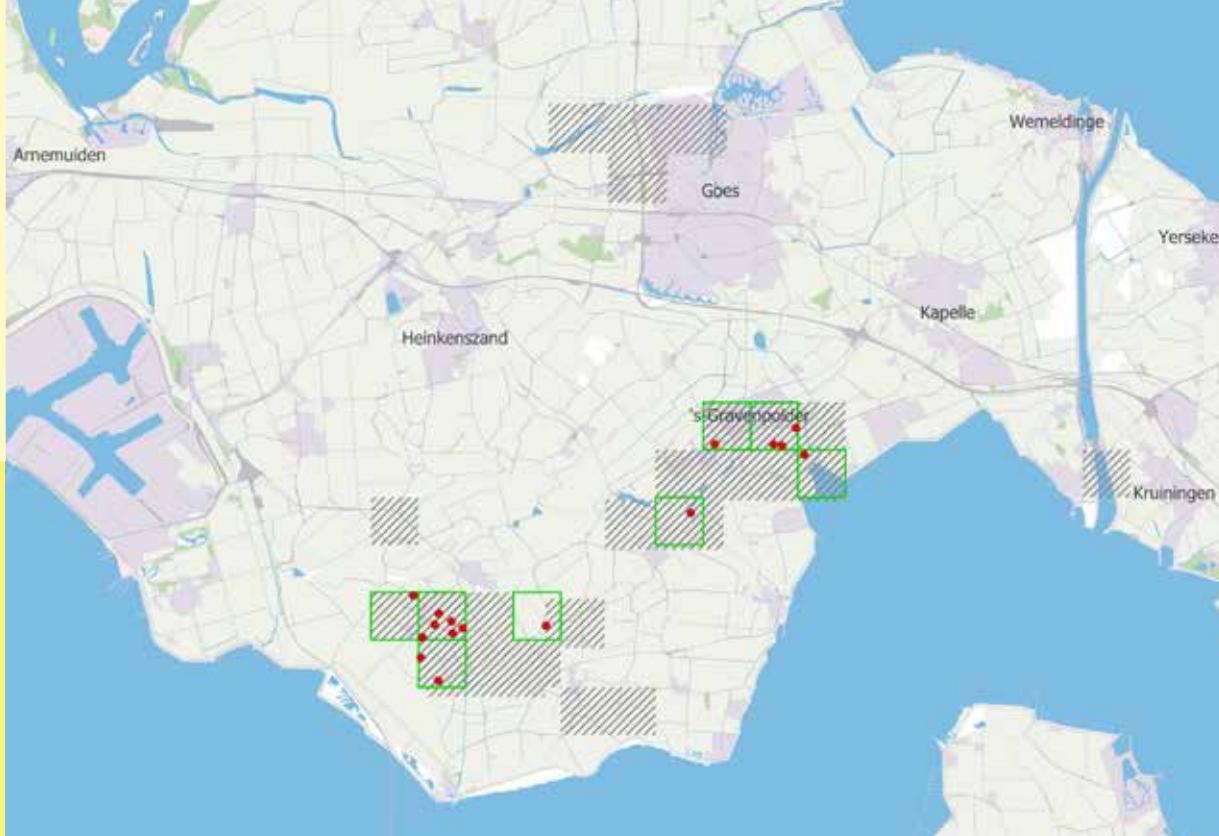 Wemeldinge
Arnemuiden
Goes
Yerseke
Kapelle
Heinkenszand
's-Gravenpolder
Kruiningen